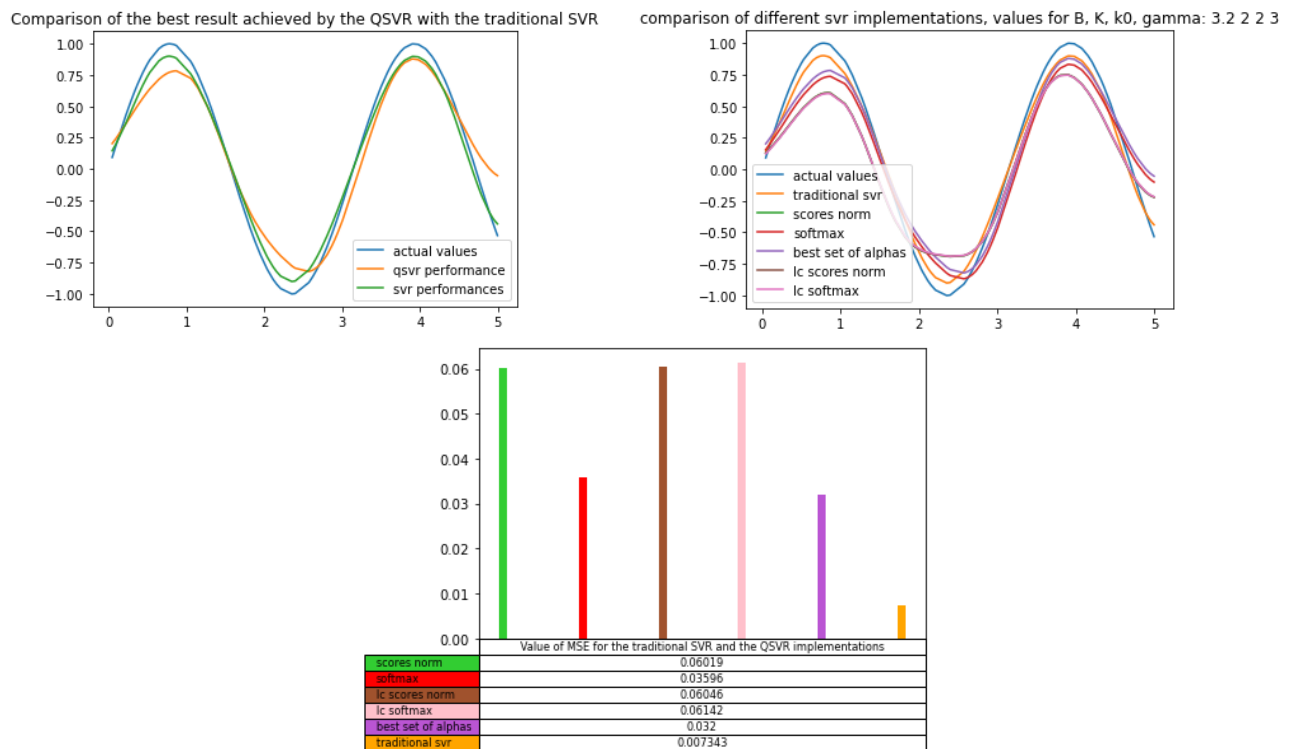 Comparison of the best result achieved by the QSVR with the traditional SVR
1.00
0.75
0.50
0.25
0.00
−0.25
−0.50
−0.75
−1.00
actual values
qsvr performance
svr performances
0 1 2 3 4 5
comparison of different svr implementations, values for B, K, k0, gamma: 3.2 2 2 3
1.00
0.75
0.50
0.25
0.00
−0.25
−0.50
−0.75
−1.00
actual values
traditional svr
scores norm
softmax
best set of alphas
lc scores norm
lc softmax
0 1 2 3 4 5
0.06
0.05
0.04
0.03
0.02
0.01
0.00
Value of MSE for the traditional SVR and the QSVR implementations
scores norm 0.06019
softmax 0.03596
lc scores norm 0.06046
lc softmax 0.06142
best set of alphas 0.032
traditional svr 0.007343